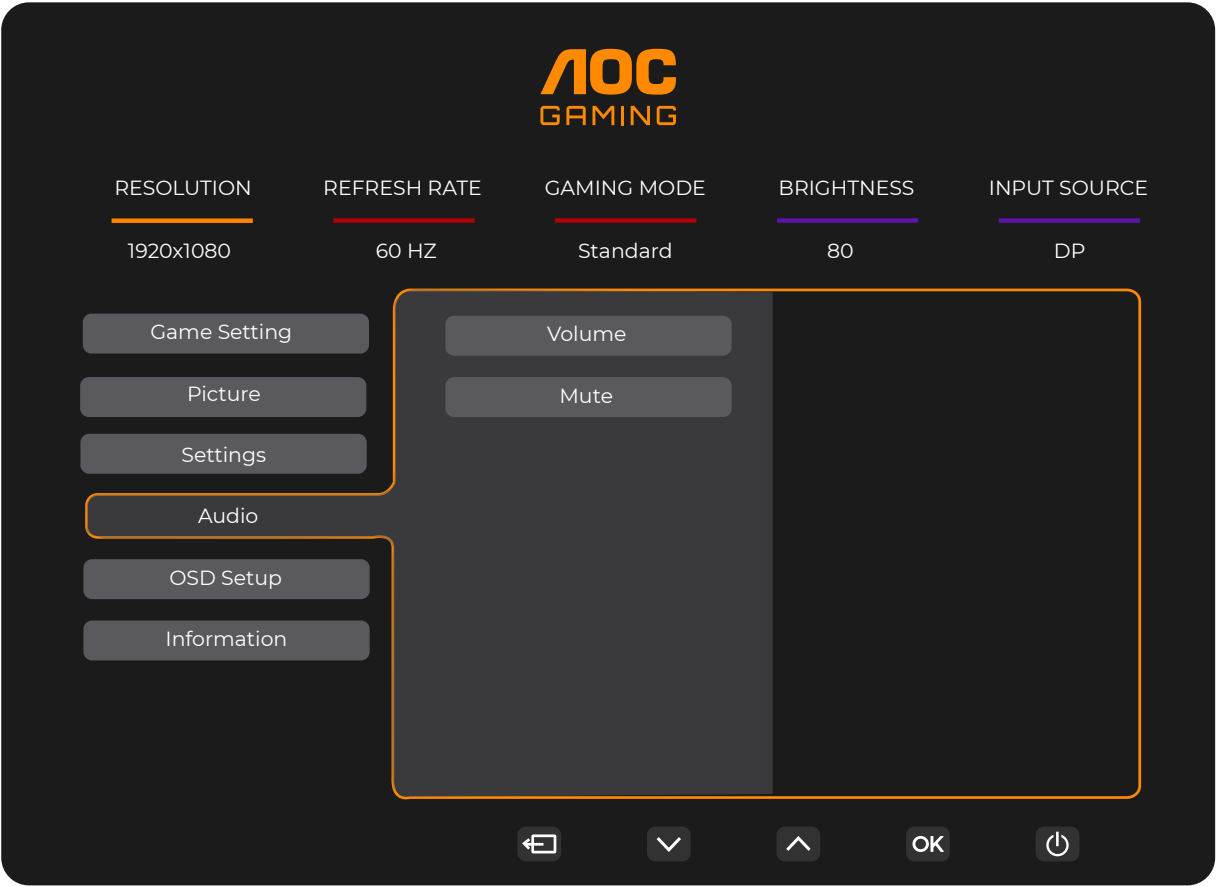 AOC
GAMING
RESOLUTION REFRESH RATE GAMING MODE BRIGHTNESS INPUT SOURCE
1920x1080 60 HZ Standard 80 DP
Game Setting
Picture
Settings
Audio
OSD Setup
Information
Volume
Mute
OK